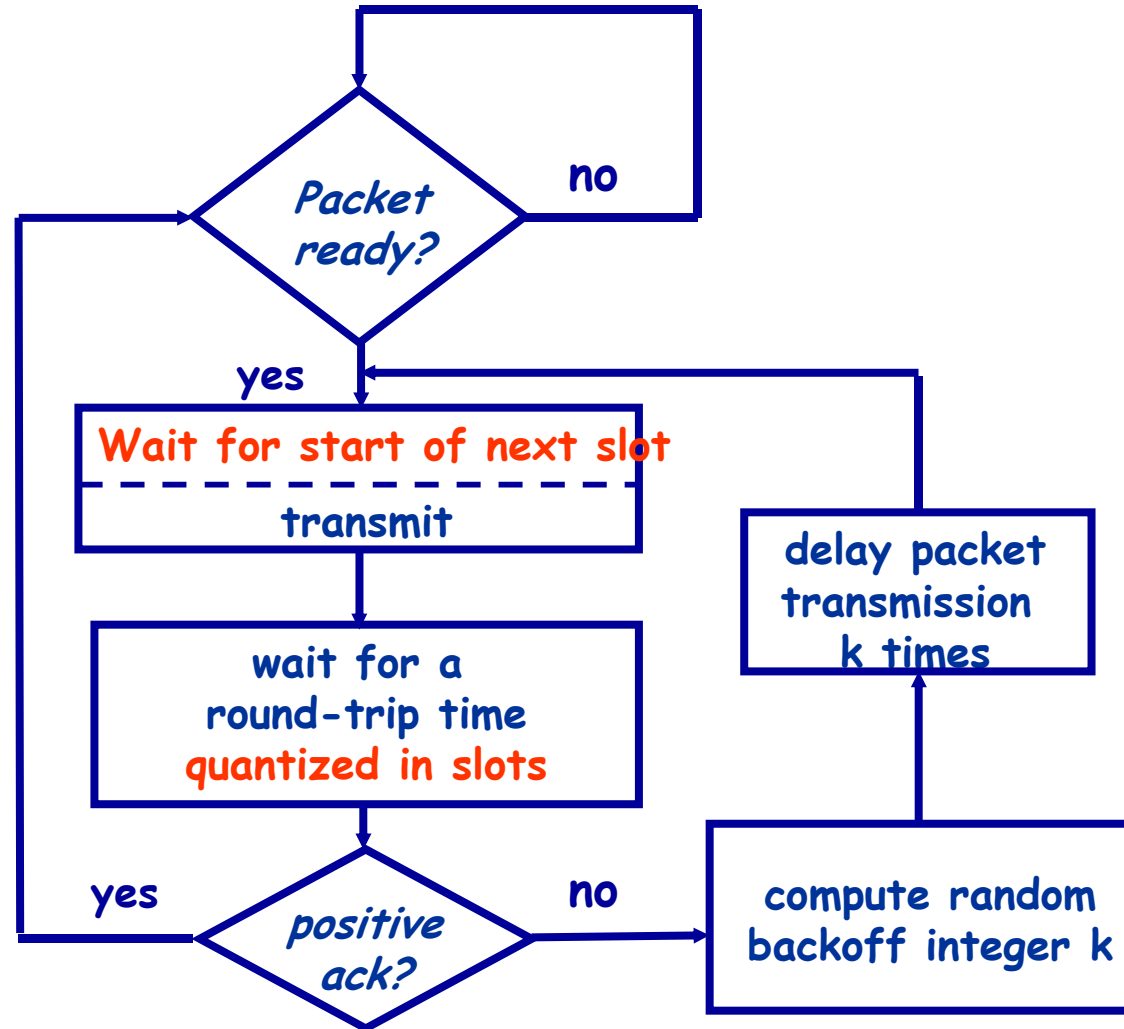 Packet
ready?
no
yes
Wait for start of next slot
transmit
delay packet
transmission
k times
wait for a
round-trip time
quantized in slots
yes
positive
ack?
no
compute random
backoff integer k